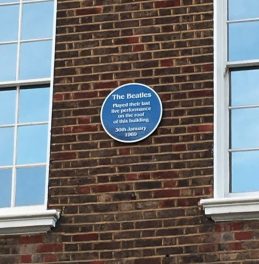 The Beatles
Played their last
live performance
on the roof
of this building
30th January
1969